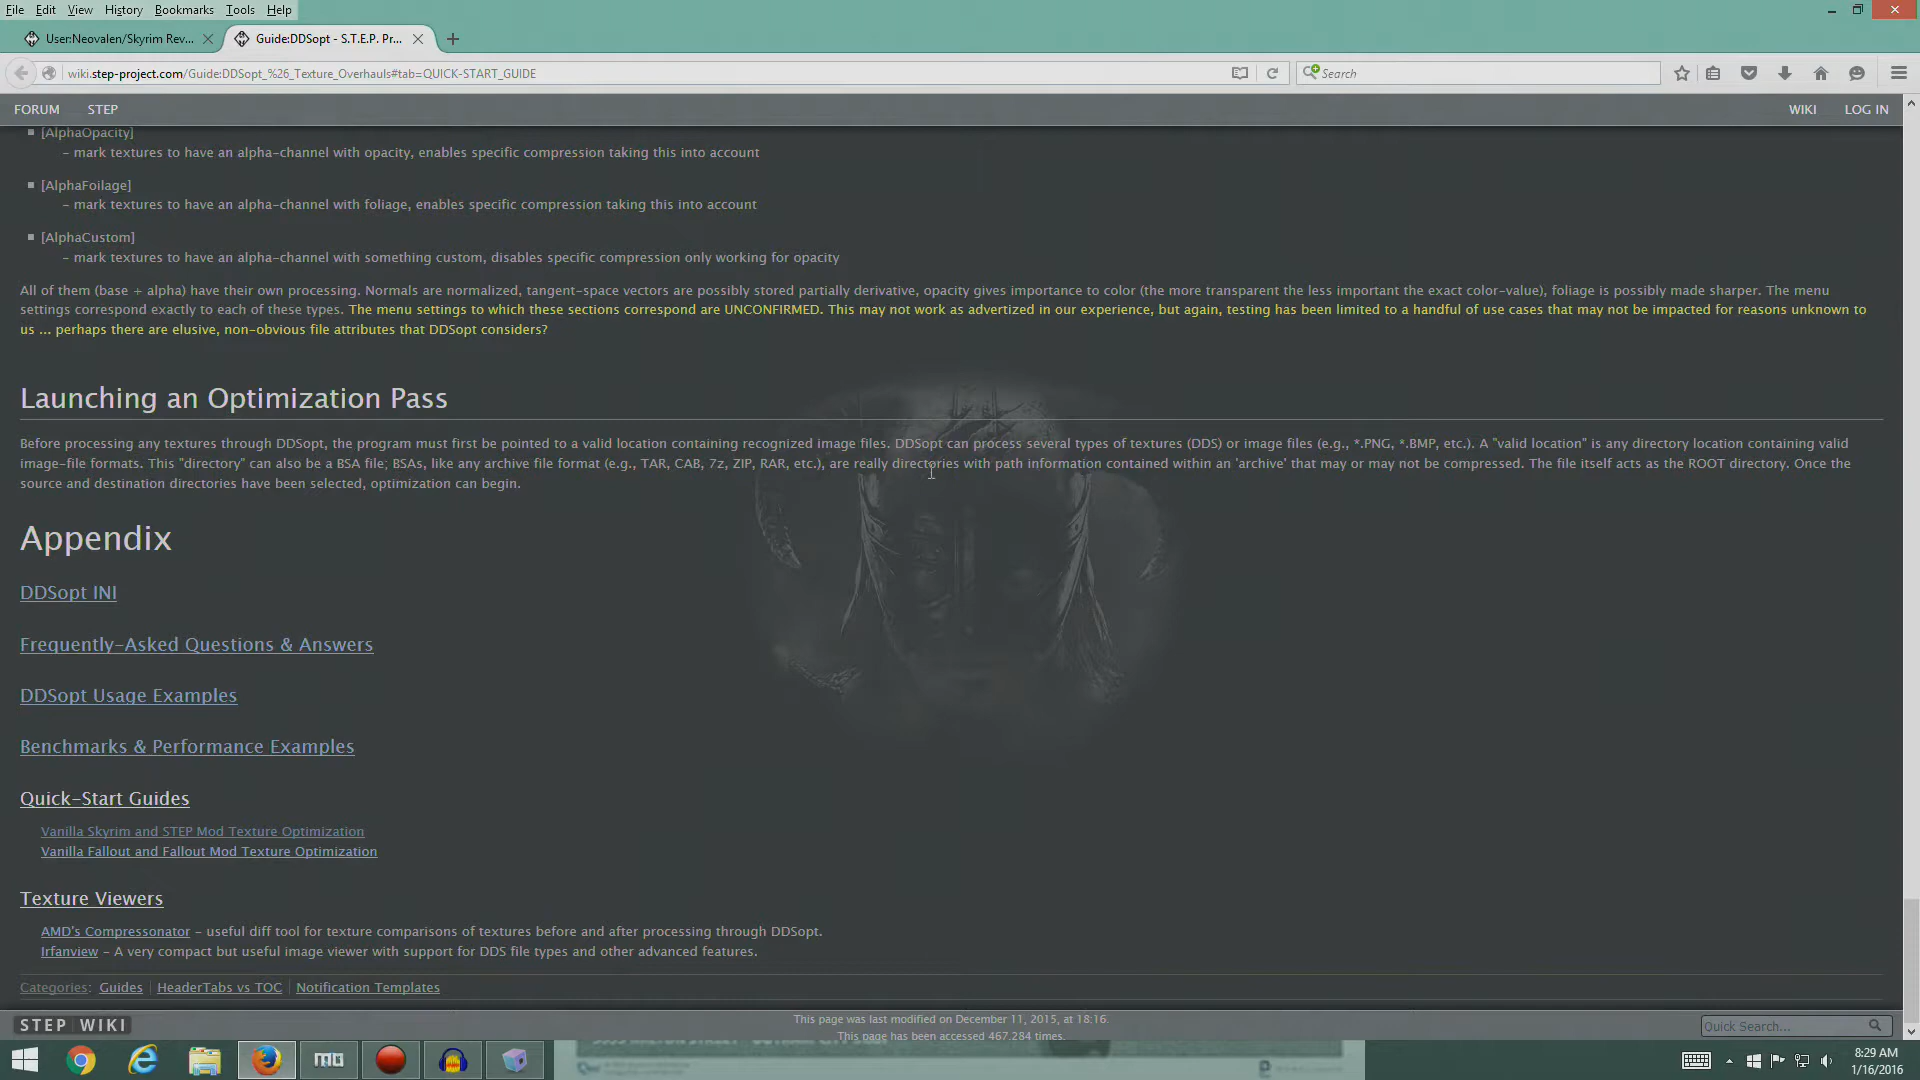 File Edit View History Bookmarks Tools Help
User:Neovalen/Skyrim Rev...
Guide:DDSopt - S.T.E.P. Pr...
wiki.step-project.com/Guide:DDSopt_%26_Texture_Overhauls#tab=QUICK-START_GUIDE
Search
FORUM STEP WIKI LOG IN
[AlphaOpacity]
– mark textures to have an alpha-channel with opacity, enables specific compression taking this into account
[AlphaFoilage]
– mark textures to have an alpha-channel with foliage, enables specific compression taking this into account
[AlphaCustom]
– mark textures to have an alpha-channel with something custom, disables specific compression only working for opacity
All of them (base + alpha) have their own processing. Normals are normalized, tangent-space vectors are possibly stored partially derivative, opacity gives importance to color (the more transparent the less important the exact color-value), foliage is possibly made sharper. The menu
settings correspond exactly to each of these types. The menu settings to which these sections correspond are UNCONFIRMED. This may not work as advertized in our experience, but again, testing has been limited to a handful of use cases that may not be impacted for reasons unknown to
us ... perhaps there are elusive, non-obvious file attributes that DDSopt considers?
Launching an Optimization Pass
Before processing any textures through DDSopt, the program must first be pointed to a valid location containing recognized image files. DDSopt can process several types of textures (DDS) or image files (e.g., *.PNG, *.BMP, etc.). A "valid location" is any directory location containing valid
image-file formats. This "directory" can also be a BSA file; BSAs, like any archive file format (e.g., TAR, CAB, 7z, ZIP, RAR, etc.), are really directories with path information contained within an 'archive' that may or may not be compressed. The file itself acts as the ROOT directory. Once the
source and destination directories have been selected, optimization can begin.
Appendix
DDSopt INI
Frequently-Asked Questions & Answers
DDSopt Usage Examples
Benchmarks & Performance Examples
Quick-Start Guides
Vanilla Skyrim and STEP Mod Texture Optimization
Vanilla Fallout and Fallout Mod Texture Optimization
Texture Viewers
AMD's Compressonator – useful diff tool for texture comparisons of textures before and after processing through DDSopt.
Irfanview – A very compact but useful image viewer with support for DDS file types and other advanced features.
Categories: Guides HeaderTabs vs TOC Notification Templates
STEP WIKI
This page was last modified on December 11, 2015, at 18:16.
This page has been accessed 467,284 times.
Quick Search...
8:29 AM
1/16/2016